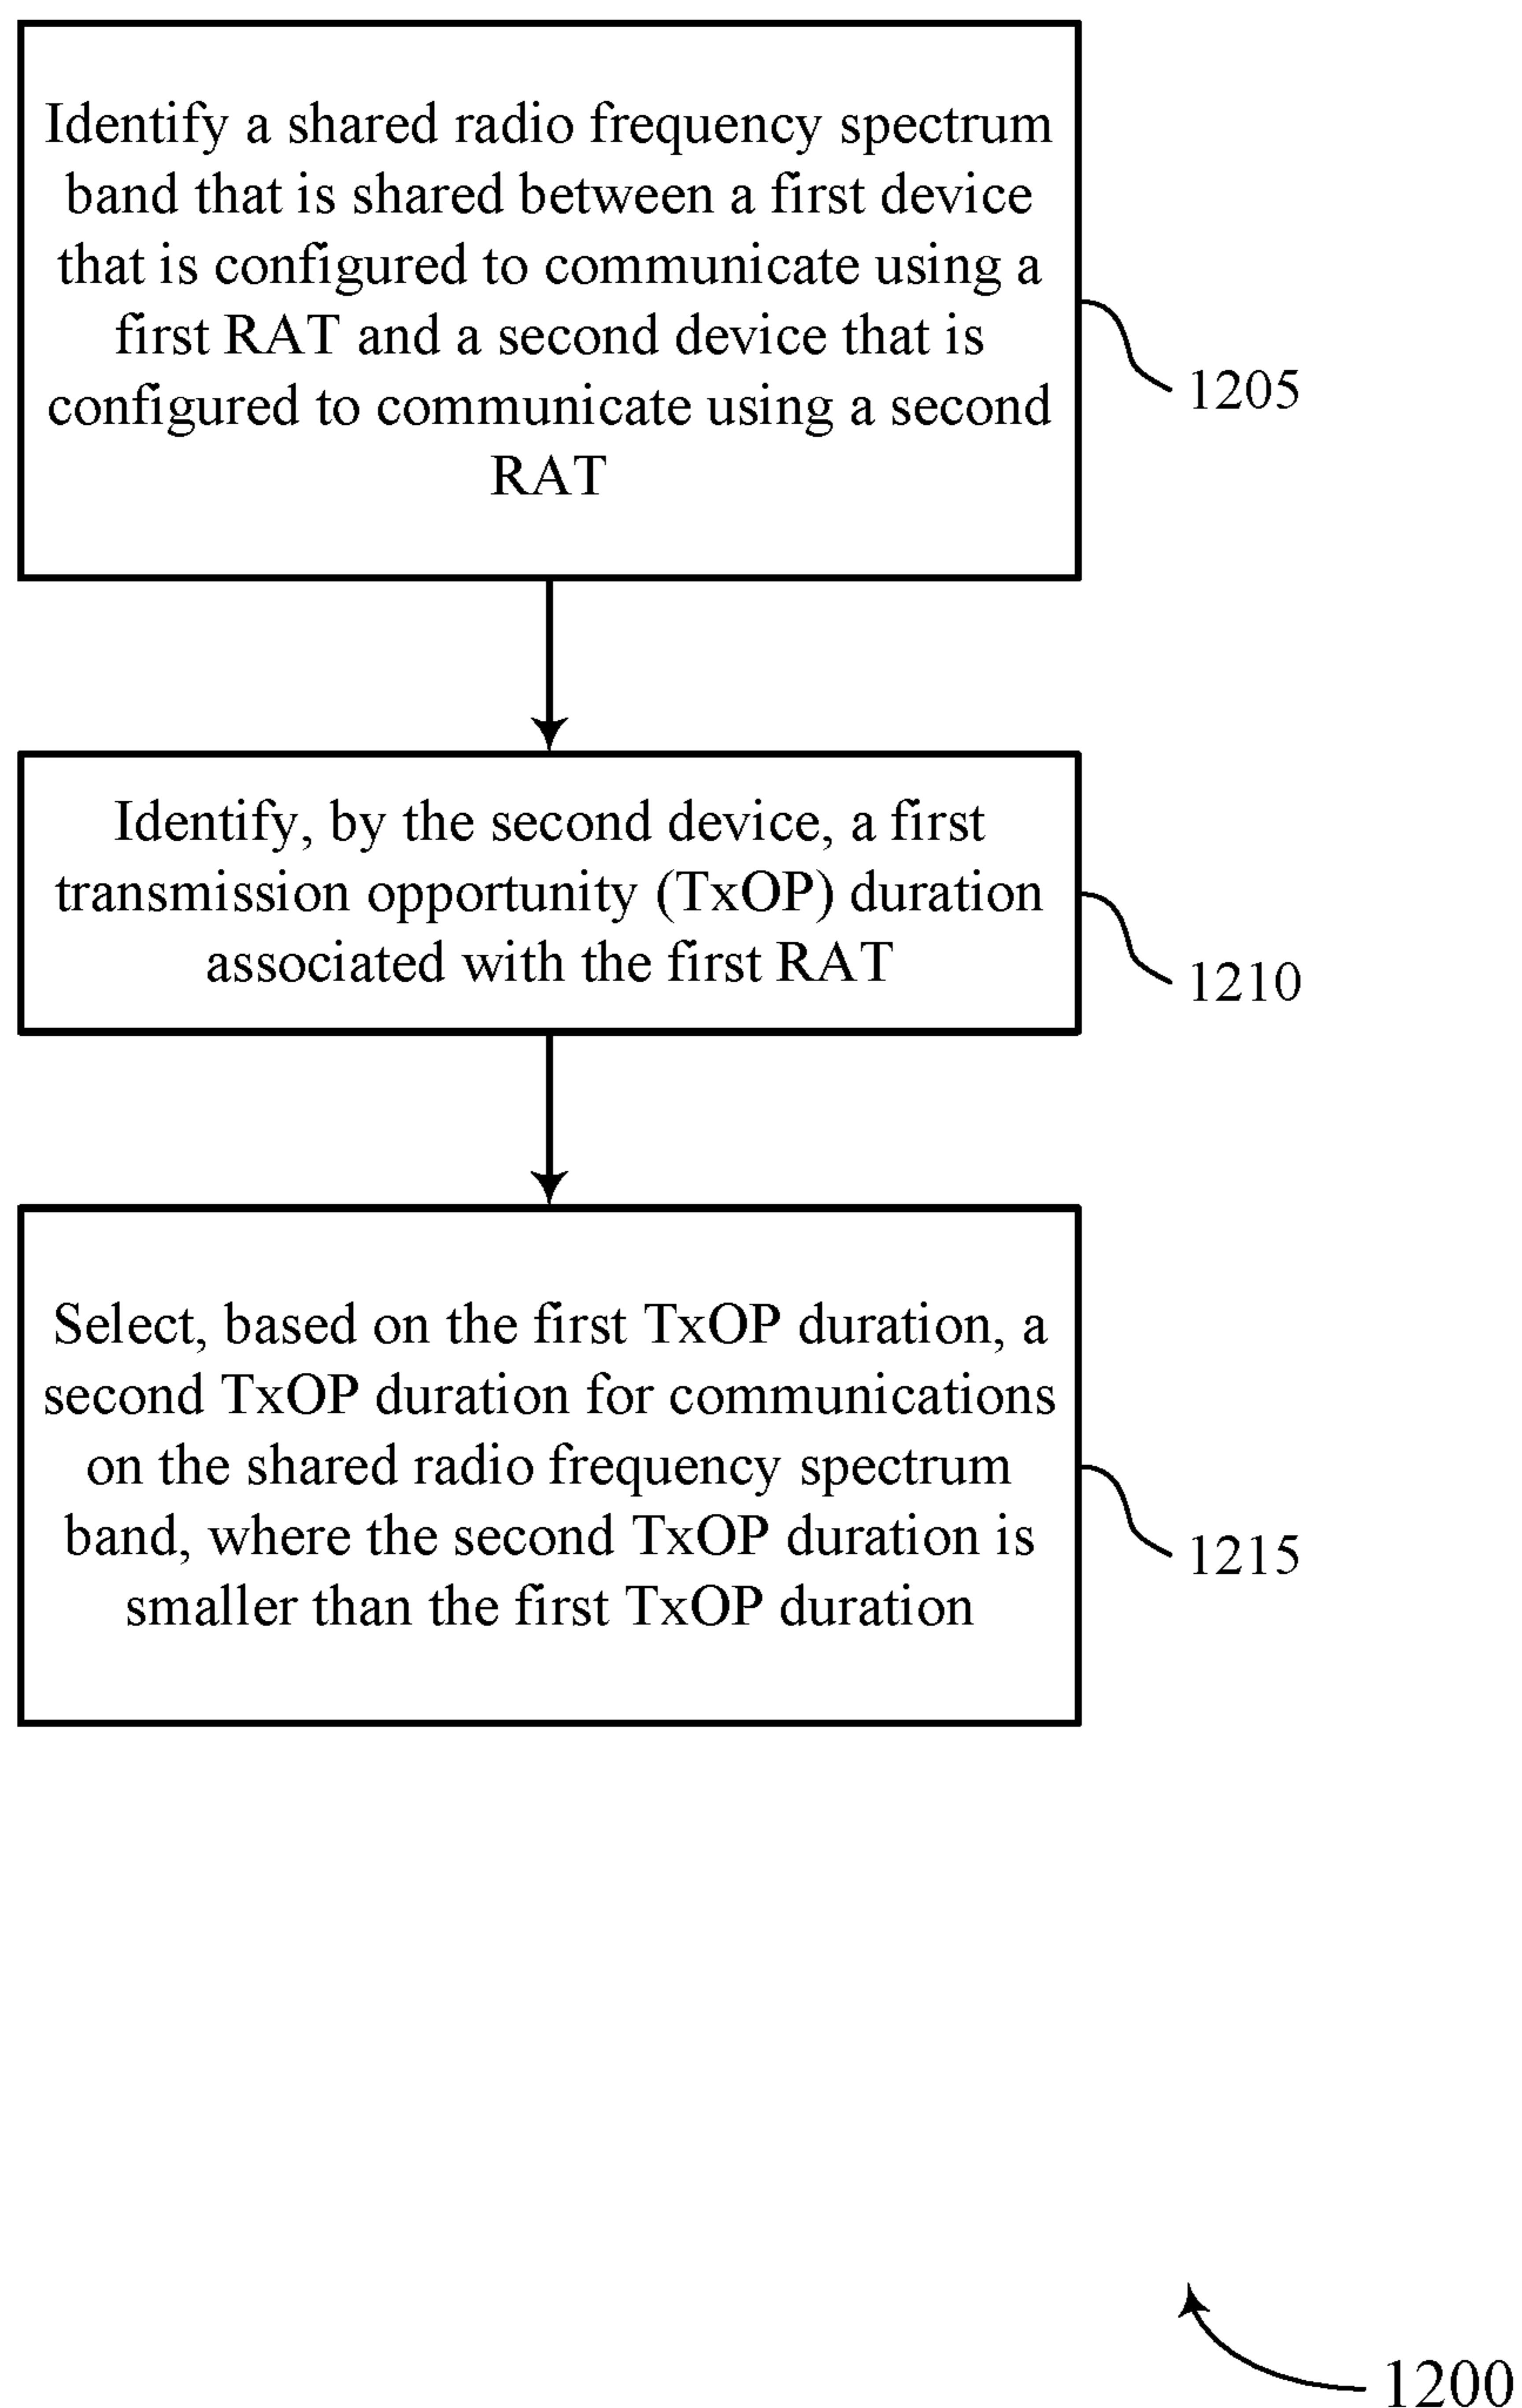 Identify a shared radio frequency spectrum
band that is shared between a first device
that is configured to communicate using a
first RAT and a second device that is
configured to communicate using a second
RAT
1205
Identify, by the second device, a first
transmission opportunity (TxOP) duration
associated with the first RAT
1210
Select, based on the first TxOP duration, a
second TxOP duration for communications
on the shared radio frequency spectrum
band, where the second TxOP duration is
smaller than the first TxOP duration
1215
1200